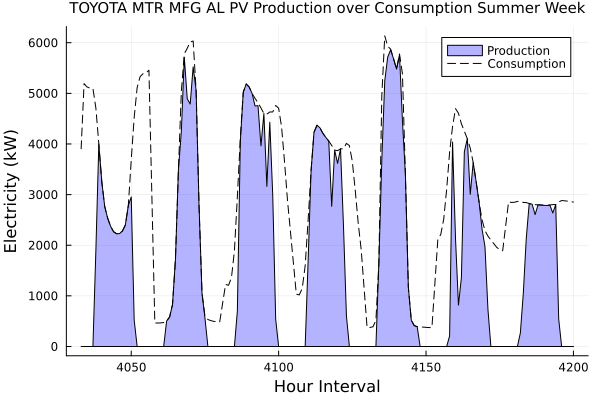 TOYOTA MTR MFG AL PV Production over Consumption Summer Week
Production
Consumption
Electricity (kW)
6000
5000
4000
3000
2000
1000
0
4050
4100
4150
4200
Hour Interval